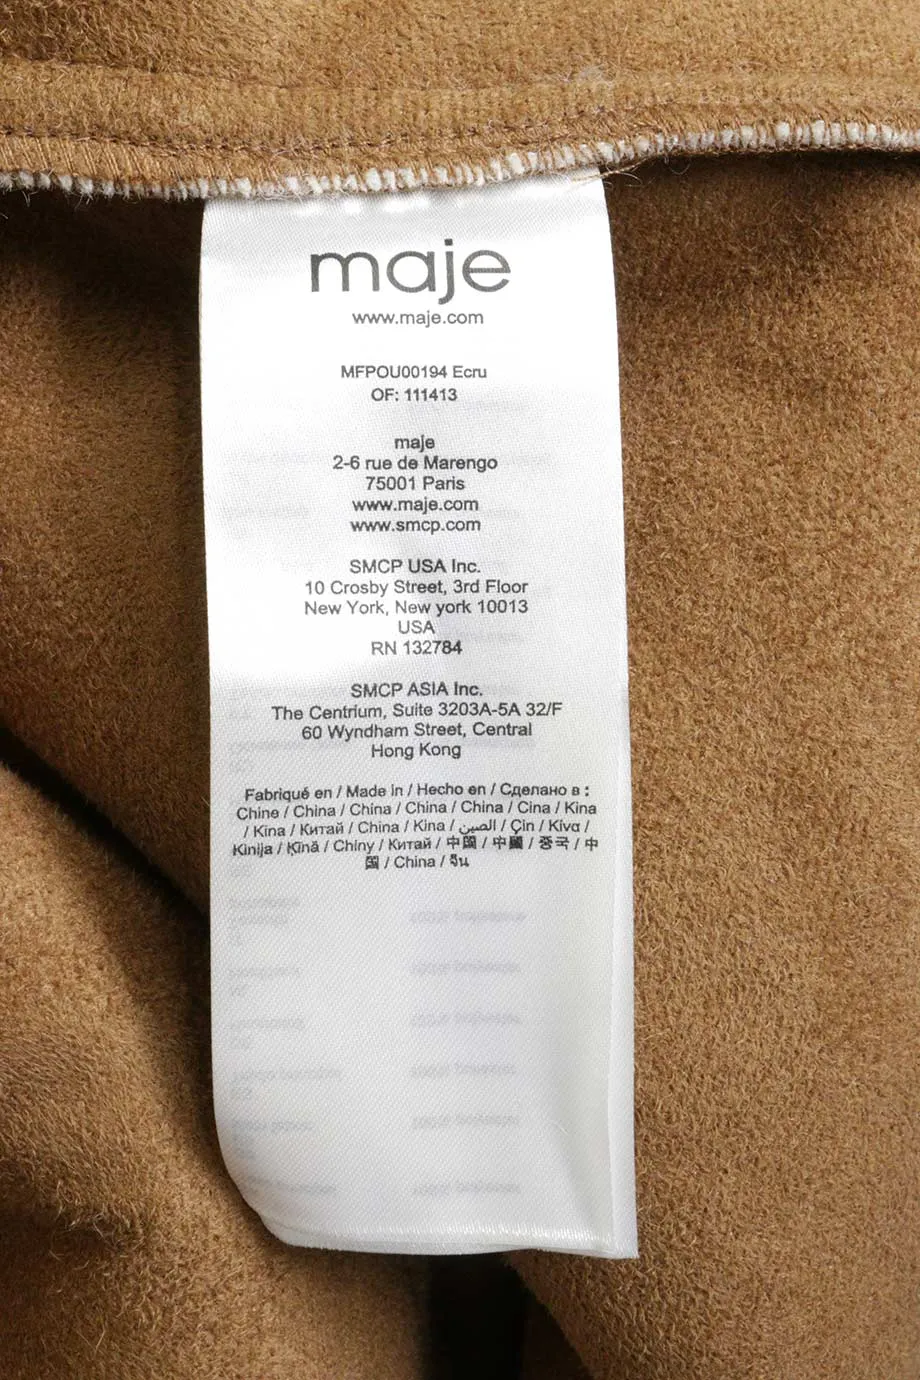 maje
www.maje.com
MFPOU00194 Ecru
OF: 111413
maje
2-6 rue de Marengo
75001 Paris
www.maje.com
www.smcp.com
SMCP USA Inc.
10 Crosby Street, 3rd Floor
New York, New york 10013
USA
RN 132784
SMCP ASIA Inc.
The Centrium, Suite 3203A-5A 32/F
60 Wyndham Street, Central
Hong Kong
Fabriqué en / Made in / Hecho en / Сделано в :
Chine / China / China / China / China / Cina / Kina
/ Kina / Китай / China / Kina / الصين / Çin / Κίνα /
Kinija / Ķīnā / Chiny / Китай / 中国 / 中國 / 중국 / 中
国 / China / จีน